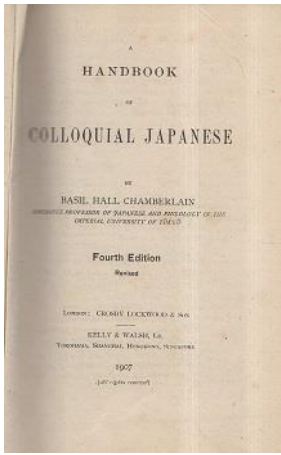 A
HANDBOOK
OF
COLLOQUIAL JAPANESE
BY
BASIL HALL CHAMBERLAIN
EMERITUS PROFESSOR OF JAPANESE AND PHILOLOGY IN THE
IMPERIAL UNIVERSITY OF TŌKYŌ
Fourth Edition
Revised
LONDON: CROSBY LOCKWOOD & SON
KELLY & WALSH, LD.
YOKOHAMA, SHANGHAI, HONGKONG, SINGAPORE
1907